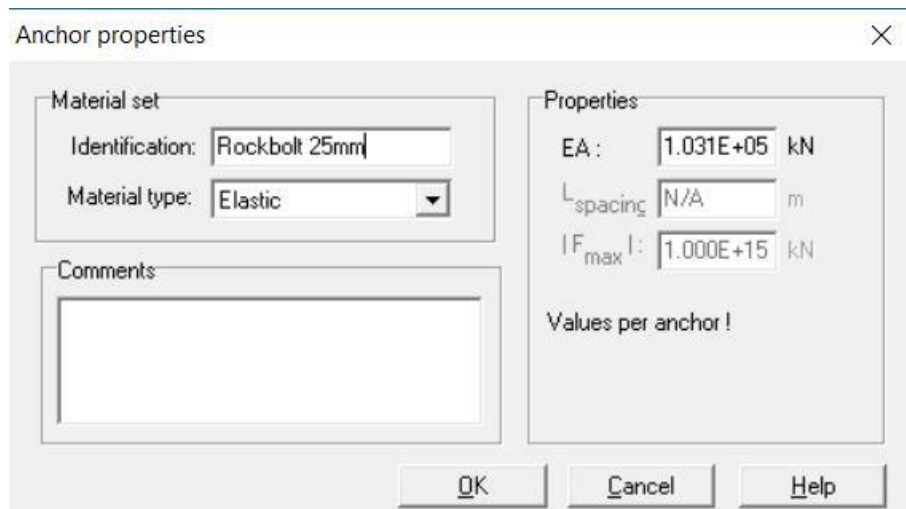 Anchor properties
Material set
Identification: Rockbolt 25mm
Material type: Elastic
Comments
Properties
EA : 1.031E+05 kN
Lspacing N/A m
|Fmax|: 1.000E+15 kN
Values per anchor !
OK
Cancel
Help